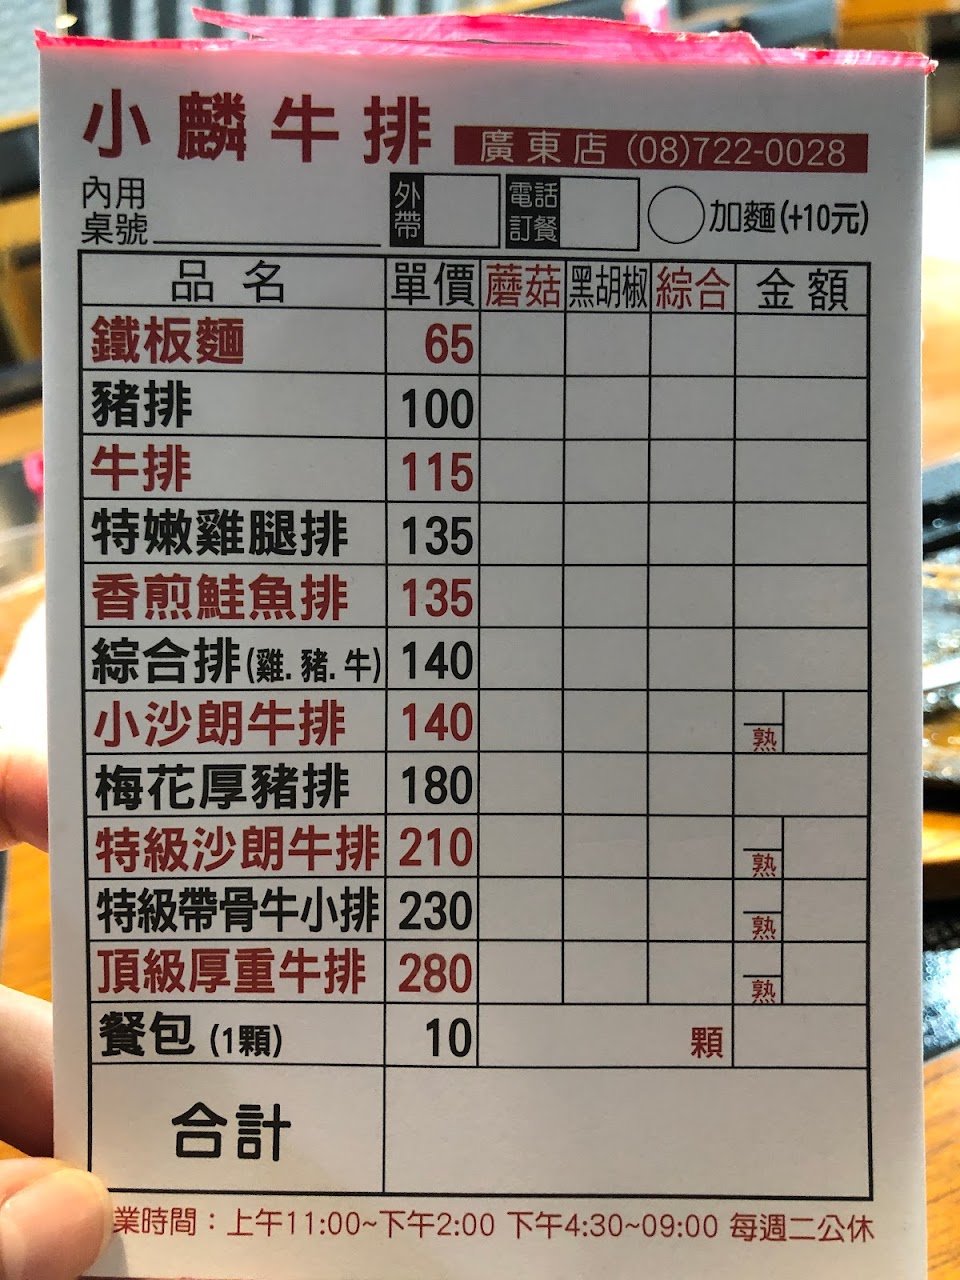 小麟牛排 廣東店 (08)722-0028
內用桌號 外帶 電話訂餐 加麵(+10元)
品名 單價 蘑菇 黑胡椒 綜合 金額
鐵板麵 65
豬排 100
牛排 115
特嫩雞腿排 135
香煎鮭魚排 135
綜合排(雞.豬.牛) 140
小沙朗牛排 140 熟
梅花厚豬排 180
特級沙朗牛排 210 熟
特級帶骨牛小排 230 熟
頂級厚重牛排 280 熟
餐包(1顆) 10 顆
合計
業時間：上午11:00~下午2:00 下午4:30~09:00 每週二公休